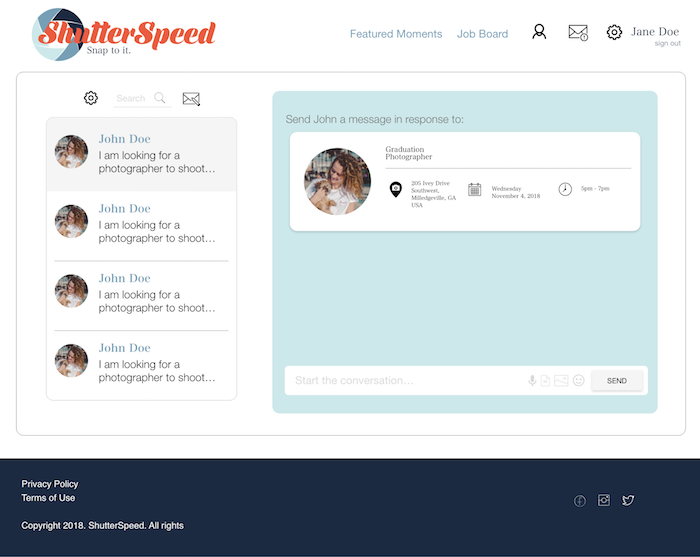 ShutterSpeed
Snap to it.
Featured Moments
Job Board
Jane Doe
sign out
Search
John Doe
I am looking for a
photographer to shoot...
John Doe
I am looking for a
photographer to shoot...
John Doe
I am looking for a
photographer to shoot...
John Doe
I am looking for a
photographer to shoot...
Send John a message in response to:
Graduation
Photographer
205 Ivey Drive
Southwest,
Milledgeville, GA
USA
Wednesday
November 4, 2018
5pm - 7pm
Start the conversation...
SEND
Privacy Policy
Terms of Use
Copyright 2018. ShutterSpeed. All rights